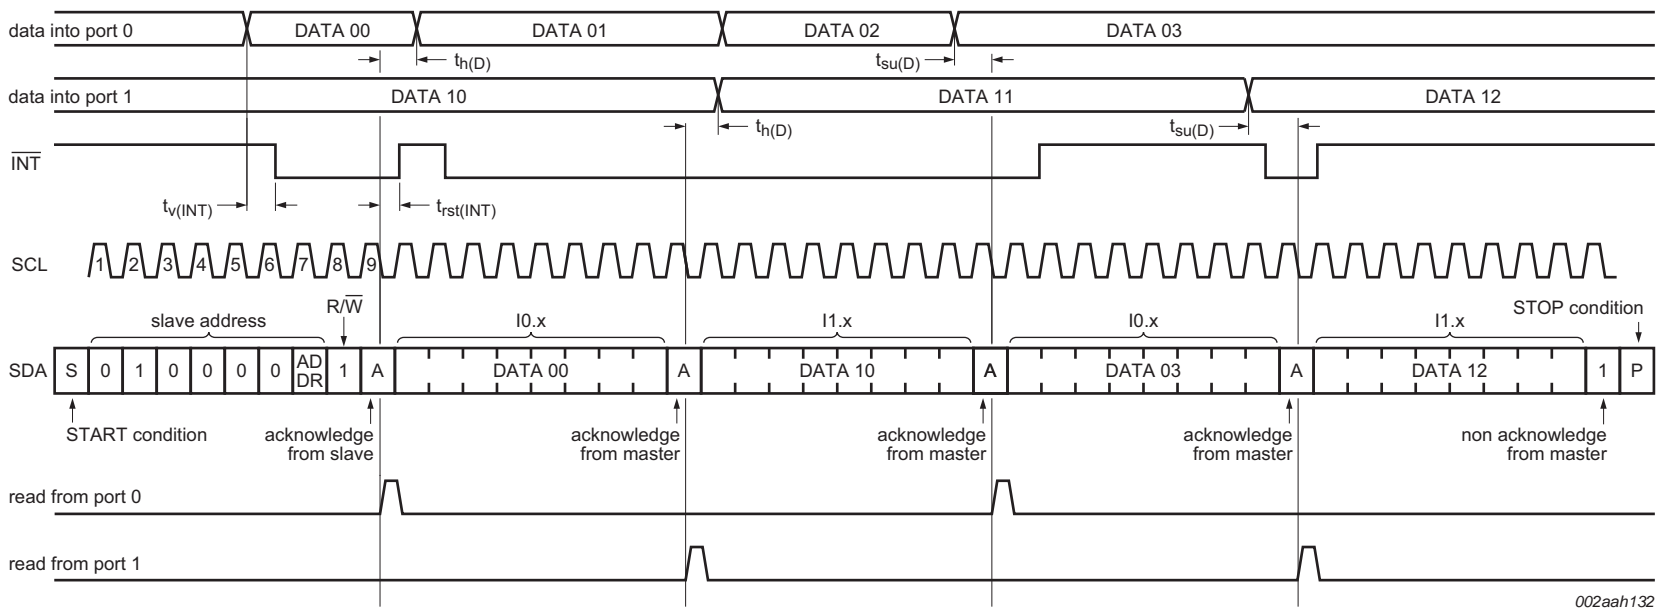 data into port 0 DATA 00 DATA 01 DATA 02 DATA 03
th(D) tsu(D)
data into port 1 DATA 10 DATA 11 DATA 12
th(D) tsu(D)
INT
tv(INT) trst(INT)
SCL 1 2 3 4 5 6 7 8 9
R/W
STOP condition
slave address I0.x I1.x I0.x I1.x
SDA S 0 1 0 0 0 0 AD DR 1 A DATA 00 A DATA 10 A DATA 03 A DATA 12 1 P
START condition
acknowledge from slave
acknowledge from master
acknowledge from master
acknowledge from master
non acknowledge from master
read from port 0
read from port 1
002aah132